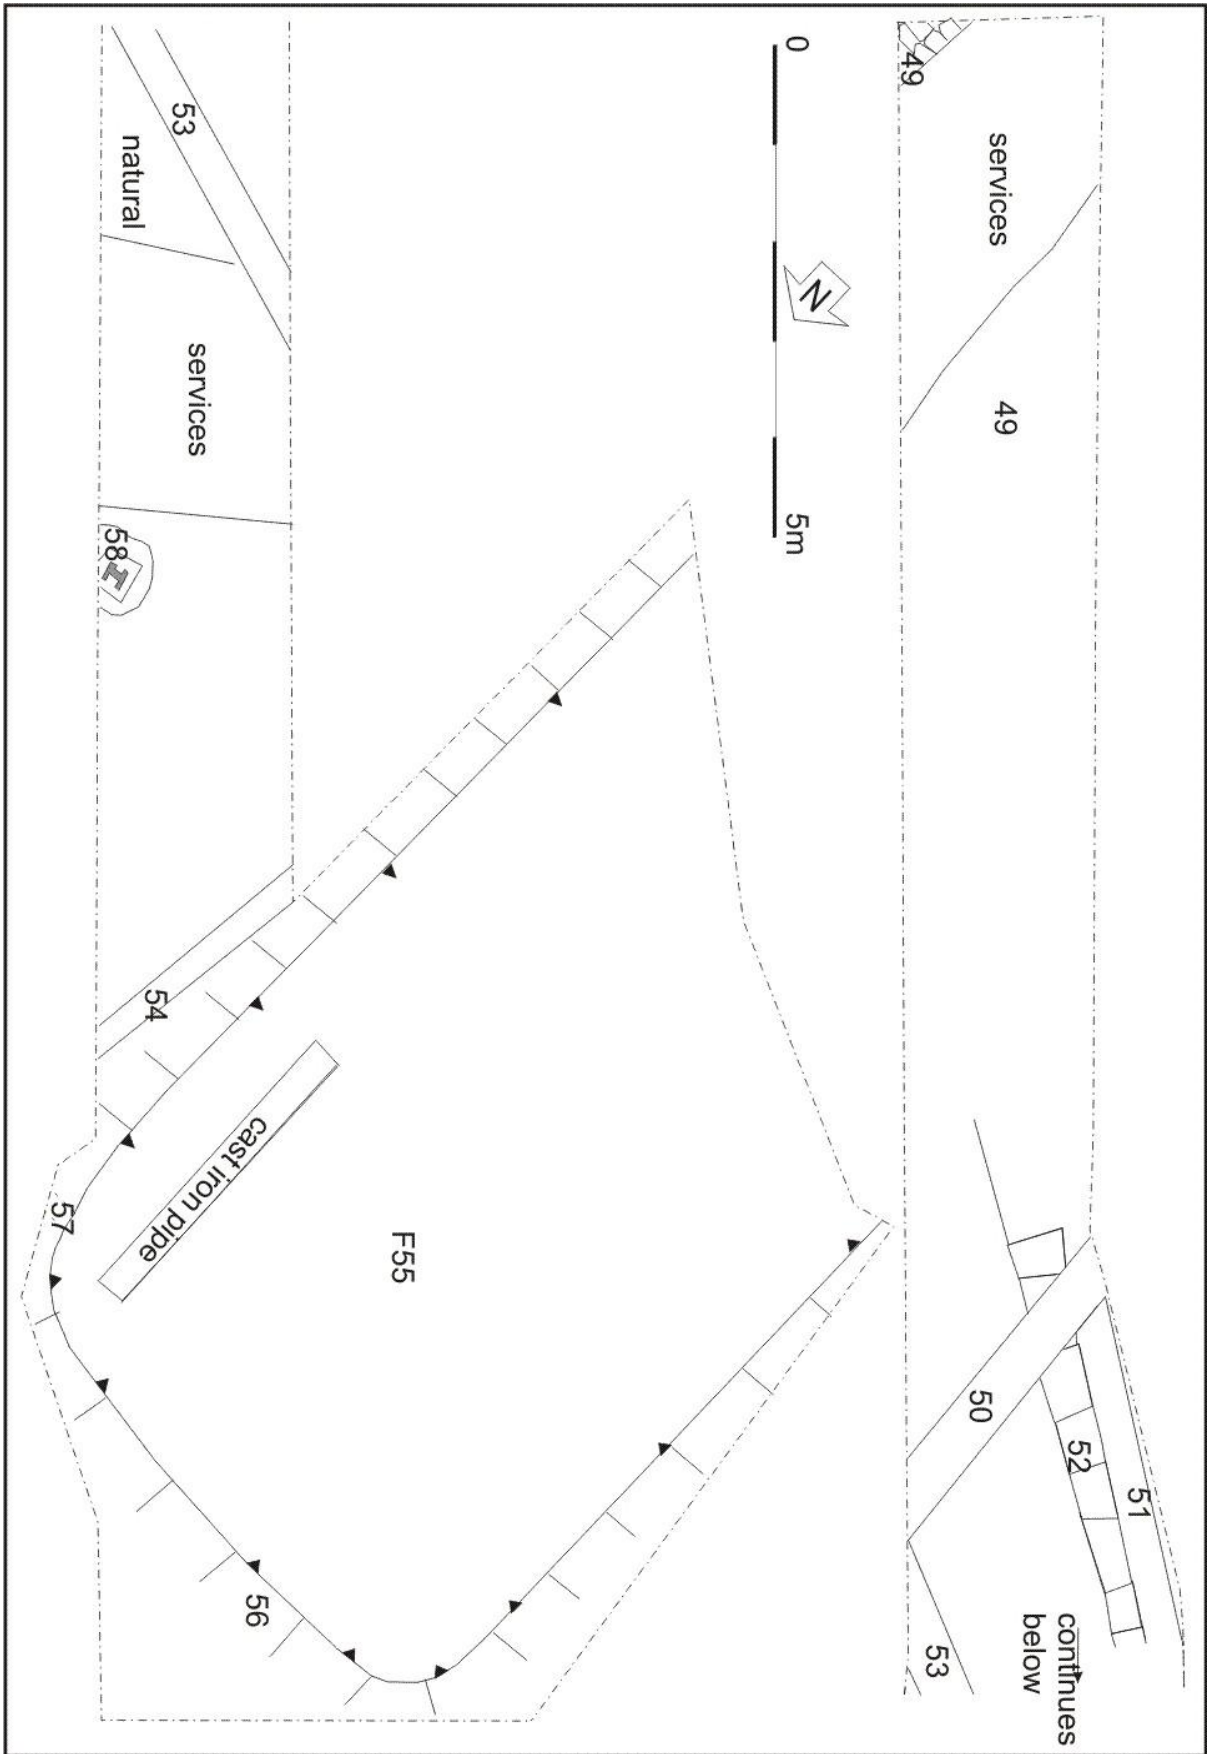 49
services
49
50
52
51
53
continues
below
0
5m
N
53
natural
services
58
54
cast iron pipe
57
F55
56